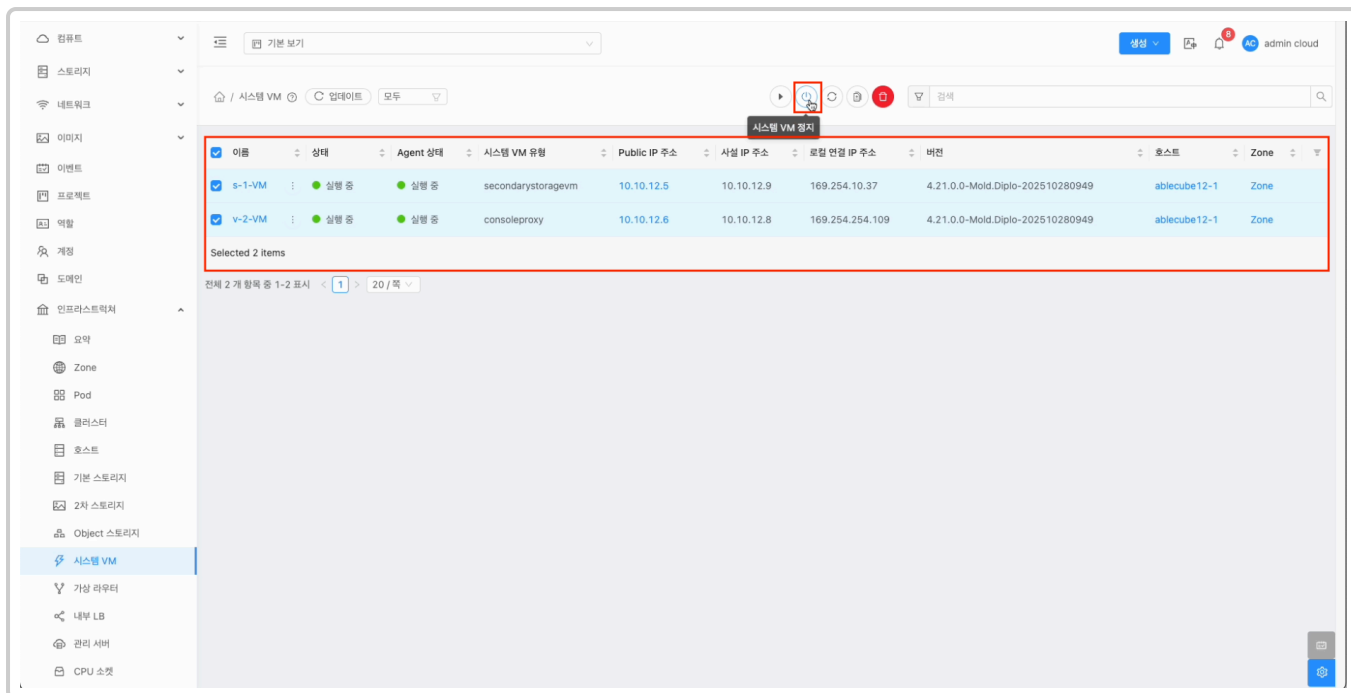 컴퓨트
스토리지
네트워크
이미지
이벤트
프로젝트
역할
계정
도메인
인프라스트럭쳐
요약
Zone
Pod
클러스터
호스트
기본 스토리지
2차 스토리지
Object 스토리지
시스템 VM
가상 라우터
내부 LB
관리 서버
CPU 소켓
기본 보기
생성
8
AC admin cloud
/ 시스템 VM 업데이트 모두
검색
시스템 VM 정지
이름 상태 Agent 상태 시스템 VM 유형 Public IP 주소 사설 IP 주소 로컬 연결 IP 주소 버전 호스트 Zone
s-1-VM 실행 중 실행 중 secondarystoragevm 10.10.12.5 10.10.12.9 169.254.10.37 4.21.0.0-Mold.Diplo-202510280949 ablecube12-1 Zone
v-2-VM 실행 중 실행 중 consoleproxy 10.10.12.6 10.10.12.8 169.254.254.109 4.21.0.0-Mold.Diplo-202510280949 ablecube12-1 Zone
Selected 2 items
전체 2 개 항목 중 1-2 표시 < 1 > 20 / 쪽